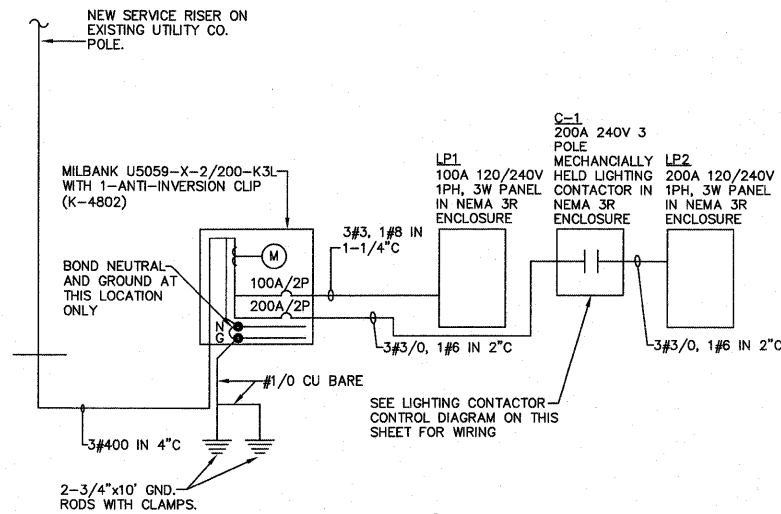 NEW SERVICE RISER ON
EXISTING UTILITY CO.
POLE.
MILBANK U5059-X-2/200-K3L
WITH 1-ANTI-INVERSION CLIP
(K-4802)
BOND NEUTRAL
AND GROUND AT
THIS LOCATION
ONLY
M
100A/2P
200A/2P
N
G
3#3, 1#8 IN
1-1/4"C
LP1
100A 120/240V
1PH, 3W PANEL
IN NEMA 3R
ENCLOSURE
C-1
200A 240V 3
POLE
MECHANCIALLY
HELD LIGHTING
CONTACTOR IN
NEMA 3R
ENCLOSURE
LP2
200A 120/240V
1PH, 3W PANEL
IN NEMA 3R
ENCLOSURE
3#3/0, 1#6 IN 2"C
3#3/0, 1#6 IN 2"C
#1/0 CU BARE
SEE LIGHTING CONTACTOR
CONTROL DIAGRAM ON THIS
SHEET FOR WIRING
3#400 IN 4"C
2-3/4"x10' GND.
RODS WITH CLAMPS.